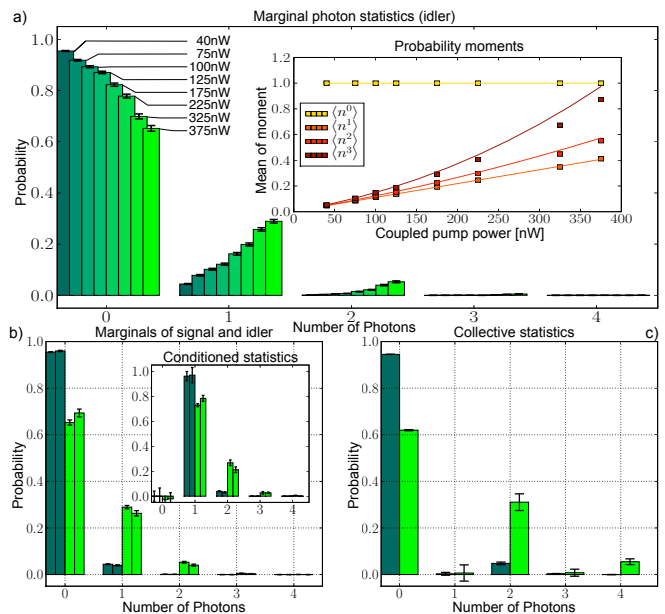 a)
Marginal photon statistics (idler)
1.0
0.8
0.6
0.4
0.2
0.0
Probability
40nW
75nW
100nW
125nW
175nW
225nW
325nW
375nW
Probability moments
1.2
1.0
0.8
0.6
0.4
0.2
0.0
Mean of moment
⟨n⁰⟩
⟨n¹⟩
⟨n²⟩
⟨n³⟩
0 50 100 150 200 250 300 350 400
Coupled pump power [nW]
0 1 2 3 4
Number of Photons
b)
Marginals of signal and idler
1.0
0.8
0.6
0.4
0.2
0.0
Probability
Conditioned statistics
1.0
0.8
0.6
0.4
0.2
0.0
0 1 2 3 4
0 1 2 3 4
Number of Photons
Collective statistics
c)
1.0
0.8
0.6
0.4
0.2
0.0
Probability
0 1 2 3 4
Number of Photons